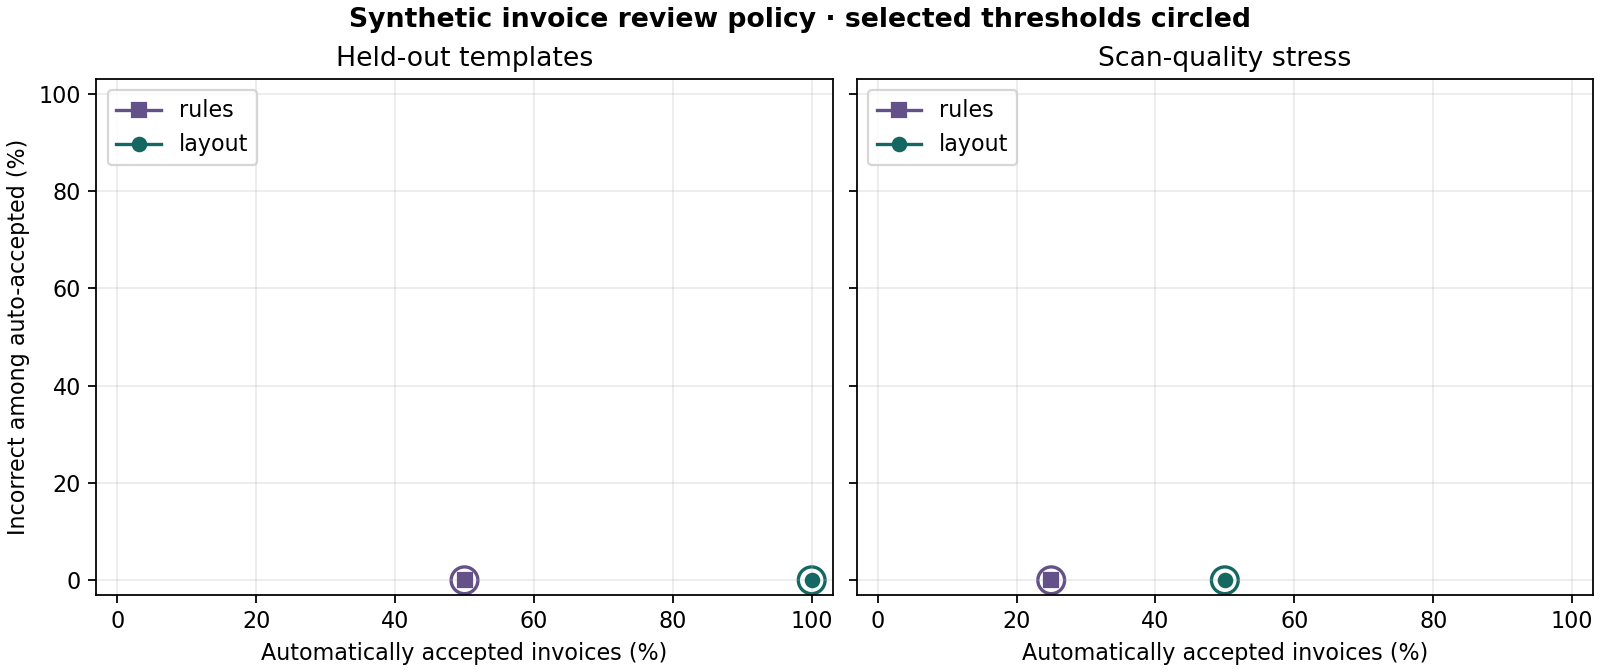 Synthetic invoice review policy · selected thresholds circled
Held-out templates
rules
layout
Incorrect among auto-accepted (%)
100
80
60
40
20
0
0 20 40 60 80 100
Automatically accepted invoices (%)
Scan-quality stress
rules
layout
0 20 40 60 80 100
Automatically accepted invoices (%)